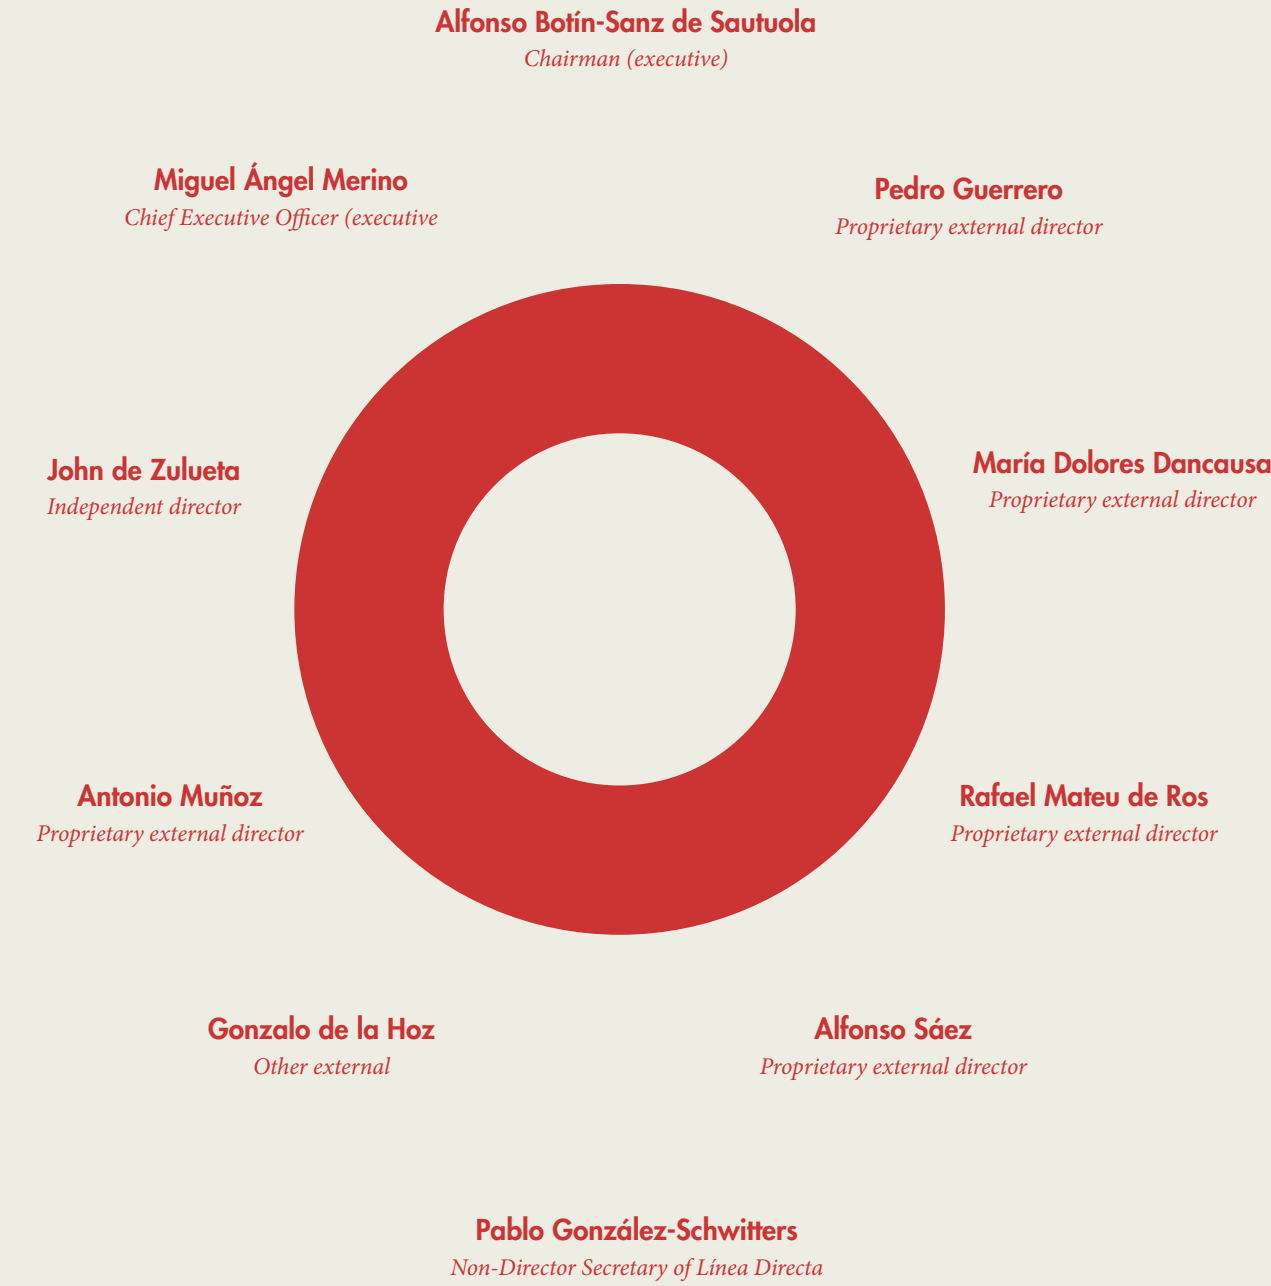 Alfonso Botín-Sanz de Sautuola
Chairman (executive)
Miguel Ángel Merino
Chief Executive Officer (executive
Pedro Guerrero
Proprietary external director
John de Zulueta
Independent director
María Dolores Dancausa
Proprietary external director
Antonio Muñoz
Proprietary external director
Rafael Mateu de Ros
Proprietary external director
Gonzalo de la Hoz
Other external
Alfonso Sáez
Proprietary external director
Pablo González-Schwitters
Non-Director Secretary of Línea Directa